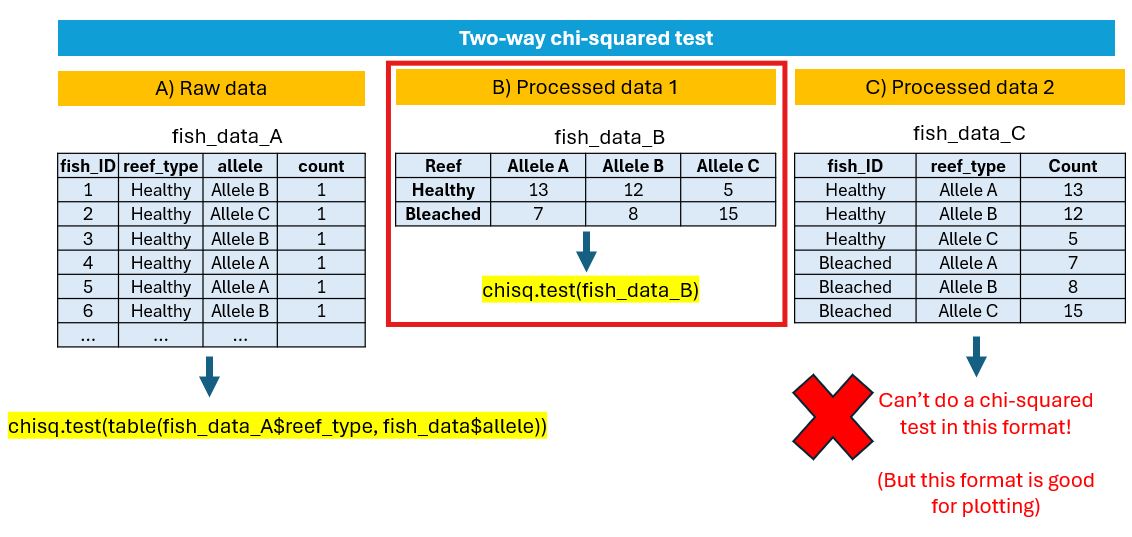 Two-way chi-squared test
A) Raw data
fish_data_A
fish_ID reef_type allele count
1 Healthy Allele B 1
2 Healthy Allele C 1
3 Healthy Allele B 1
4 Healthy Allele A 1
5 Healthy Allele A 1
6 Healthy Allele B 1
... ... ...
chisq.test(table(fish_data_A$reef_type, fish_data$allele))
B) Processed data 1
fish_data_B
Reef Allele A Allele B Allele C
Healthy 13 12 5
Bleached 7 8 15
chisq.test(fish_data_B)
C) Processed data 2
fish_data_C
fish_ID reef_type Count
Healthy Allele A 13
Healthy Allele B 12
Healthy Allele C 5
Bleached Allele A 7
Bleached Allele B 8
Bleached Allele C 15
Can't do a chi-squared
test in this format!
(But this format is good
for plotting)